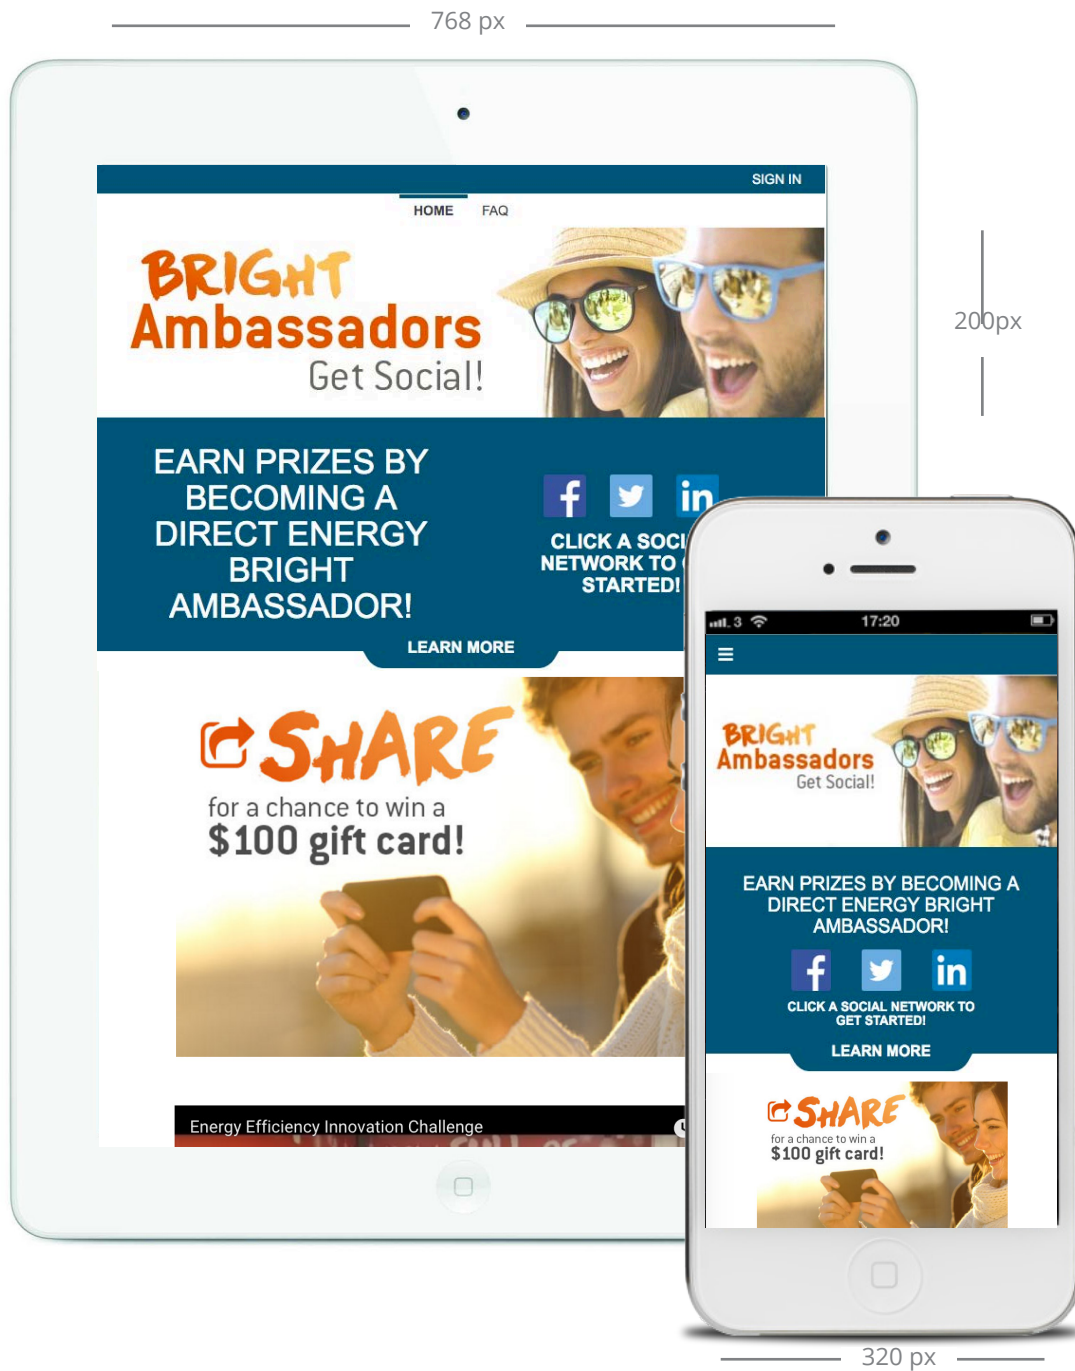 768 px
SIGN IN
HOME FAQ
BRIGHT
Ambassadors
Get Social!
200px
EARN PRIZES BY
BECOMING A
DIRECT ENERGY
BRIGHT
AMBASSADOR!
f in
CLICK A SOCI
NETWORK TO
STARTED!
LEARN MORE
SHARE
for a chance to win a
$100 gift card!
Energy Efficiency Innovation Challenge
3 17:20
BRIGHT
Ambassadors
Get Social!
EARN PRIZES BY BECOMING A
DIRECT ENERGY BRIGHT
AMBASSADOR!
f in
CLICK A SOCIAL NETWORK TO
GET STARTED!
LEARN MORE
SHARE
for a chance to win a
$100 gift card!
320 px